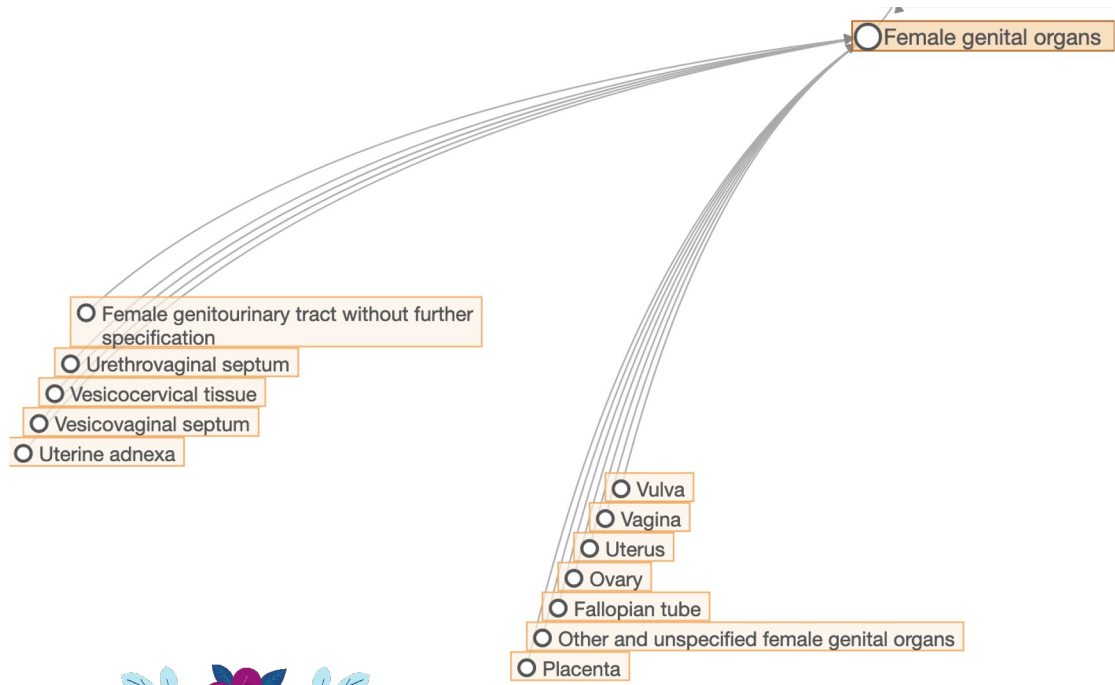 Female genital organs
Female genitourinary tract without further
specification
Urethrovaginal septum
Vesicocervical tissue
Vesicovaginal septum
Uterine adnexa
Vulva
Vagina
Uterus
Ovary
Fallopian tube
Other and unspecified female genital organs
Placenta